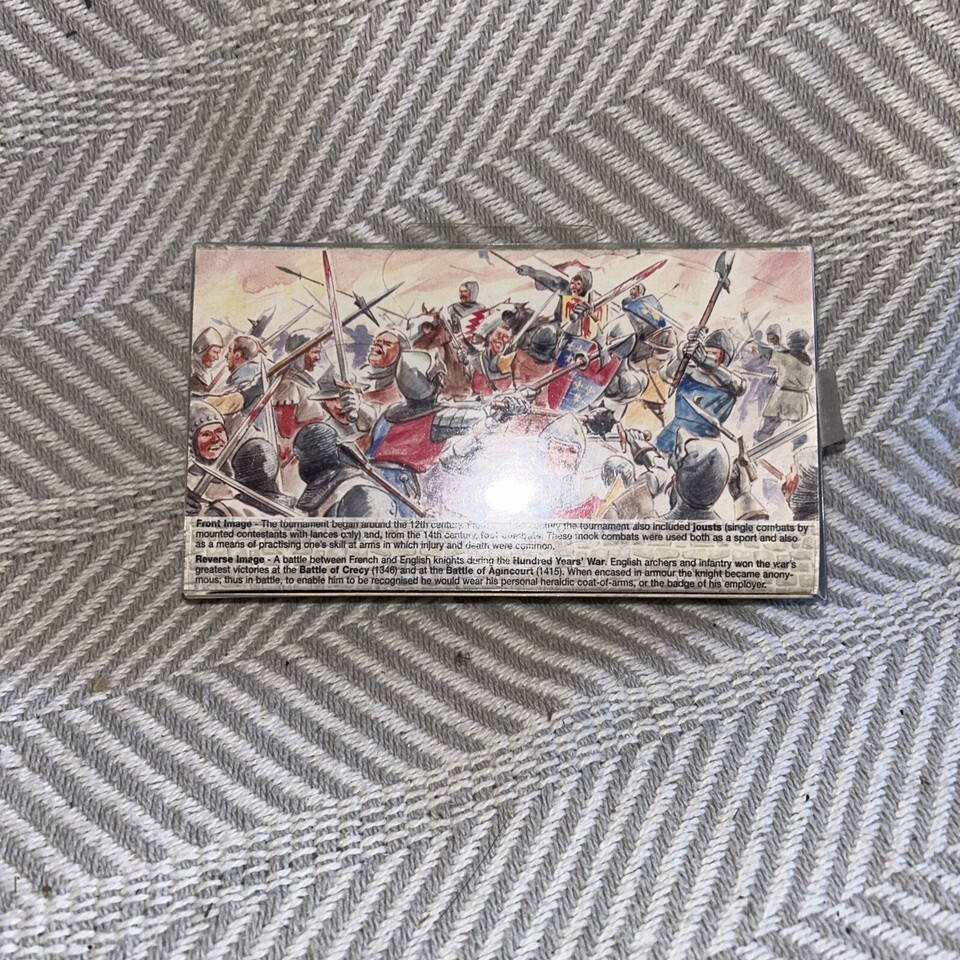 Front Image - The tournament began around the 12th century. the tournament also included jousts (single combats by
mounted contestants with lances only) and, from the 14th century, foot combats. These mock combats were used both as a sport and also
as a means of practising one's skill at arms in which injury and death were common.
Reverse Image - A battle between French and English knights during the Hundred Years' War. English archers and infantry won the war's
greatest victories at the Battle of Crecy (1346) and at the Battle of Agincourt (1415). When encased in armour the knight became anony-
mous; thus in battle, to enable him to be recognised he would wear his personal heraldic coat-of-arms, or the badge of his employer.